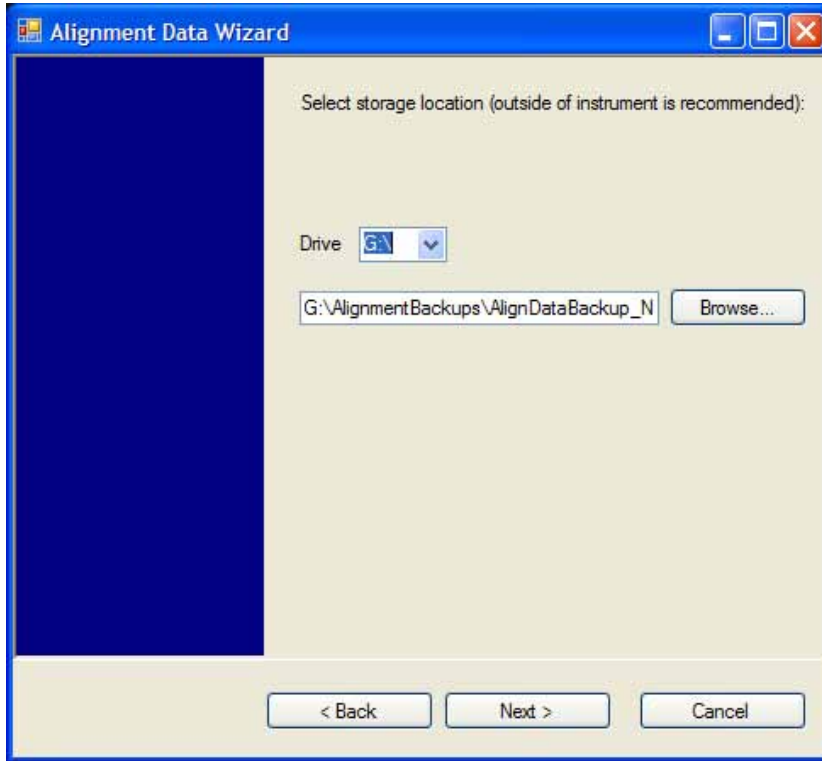 Alignment Data Wizard
Select storage location (outside of instrument is recommended):
Drive G:\
G:\AlignmentBackups\AlignDataBackup_N Browse...
< Back Next > Cancel